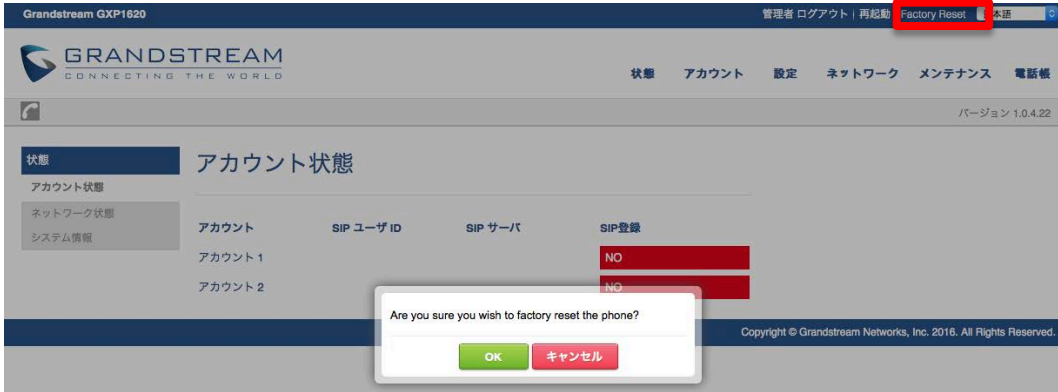 Grandstream GXP1620
管理者 ログアウト | 再起動 Factory Reset 本語
GRANDSTREAM
CONNECTING THE WORLD
状態 アカウント 設定 ネットワーク メンテナンス 電話帳
バージョン 1.0.4.22
状態
アカウント状態
ネットワーク状態
システム情報
アカウント状態
アカウント SIP ユーザ ID SIP サーバ SIP登録
アカウント 1 NO
アカウント 2 NO
Are you sure you wish to factory reset the phone?
OK キャンセル
Copyright © Grandstream Networks, Inc. 2016. All Rights Reserved.